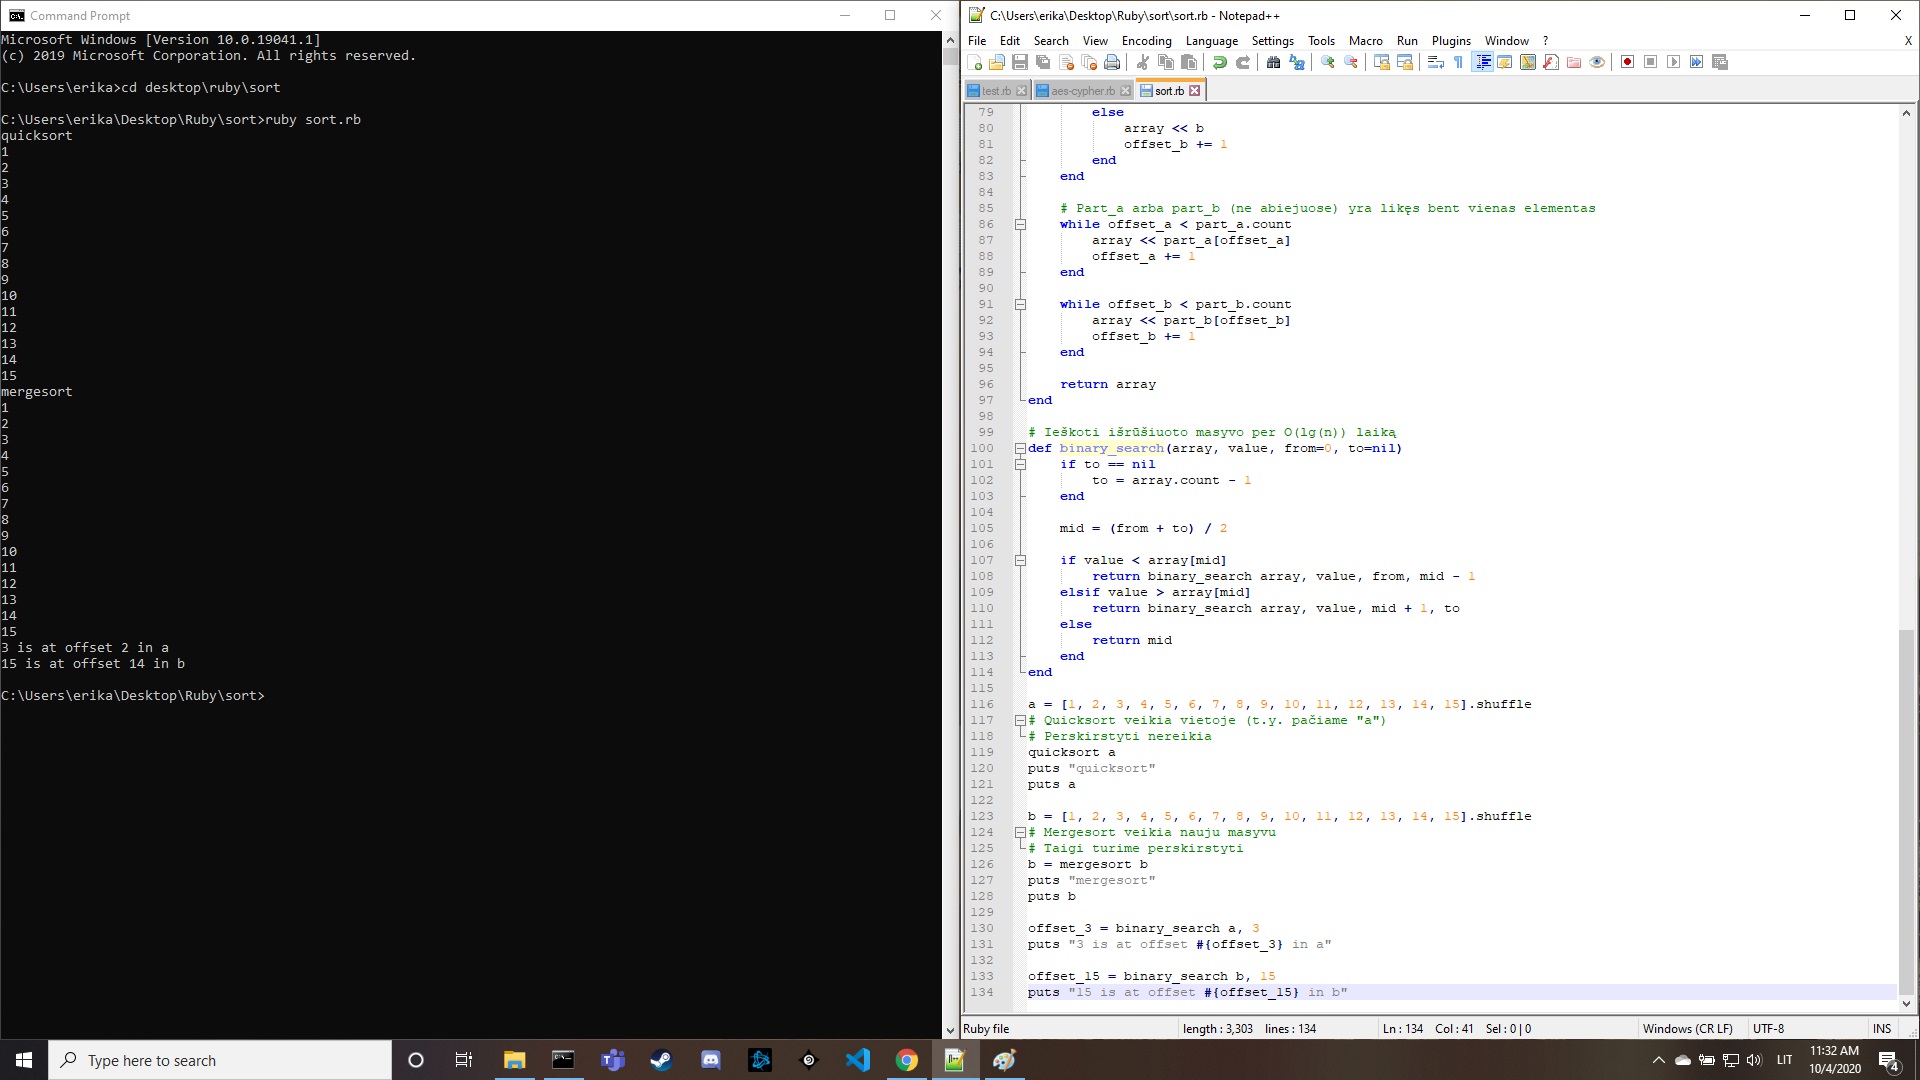 Command Prompt
Microsoft Windows [Version 10.0.19041.1]
(c) 2019 Microsoft Corporation. All rights reserved.
C:\Users\erika>cd desktop\ruby\sort
C:\Users\erika\Desktop\Ruby\sort>ruby sort.rb
quicksort
1
2
3
4
5
6
7
8
9
10
11
12
13
14
15
mergesort
1
2
3
4
5
6
7
8
9
10
11
12
13
14
15
3 is at offset 2 in a
15 is at offset 14 in b
C:\Users\erika\Desktop\Ruby\sort>
C:\Users\erika\Desktop\Ruby\sort\sort.rb - Notepad++
File Edit Search View Encoding Language Settings Tools Macro Run Plugins Window ? X
test.rb aes-cypher.rb sort.rb
79 else
80 array << b
81 offset_b += 1
82 end
83 end
84
85 # Part_a arba part_b (ne abiejuose) yra likęs bent vienas elementas
86 while offset_a < part_a.count
87 array << part_a[offset_a]
88 offset_a += 1
89 end
90
91 while offset_b < part_b.count
92 array << part_b[offset_b]
93 offset_b += 1
94 end
95
96 return array
97 end
98
99 # Ieškoti išrūšiuoto masyvo per O(lg(n)) laiką
100 def binary_search(array, value, from=0, to=nil)
101 if to == nil
102 to = array.count - 1
103 end
104
105 mid = (from + to) / 2
106
107 if value < array[mid]
108 return binary_search array, value, from, mid - 1
109 elsif value > array[mid]
110 return binary_search array, value, mid + 1, to
111 else
112 return mid
113 end
114 end
115
116 a = [1, 2, 3, 4, 5, 6, 7, 8, 9, 10, 11, 12, 13, 14, 15].shuffle
117 # Quicksort veikia vietoje (t.y. pačiame "a")
118 # Perskirstyti nereikia
119 quicksort a
120 puts "quicksort"
121 puts a
122
123 b = [1, 2, 3, 4, 5, 6, 7, 8, 9, 10, 11, 12, 13, 14, 15].shuffle
124 # Mergesort veikia nauju masyvu
125 # Taigi turime perskirstyti
126 b = mergesort b
127 puts "mergesort"
128 puts b
129
130 offset_3 = binary_search a, 3
131 puts "3 is at offset #{offset_3} in a"
132
133 offset_15 = binary_search b, 15
134 puts "15 is at offset #{offset_15} in b"
Ruby file length : 3,303 lines : 134 Ln : 134 Col : 41 Sel : 0 | 0 Windows (CR LF) UTF-8 INS
Type here to search
LIT
11:32 AM
10/4/2020
4